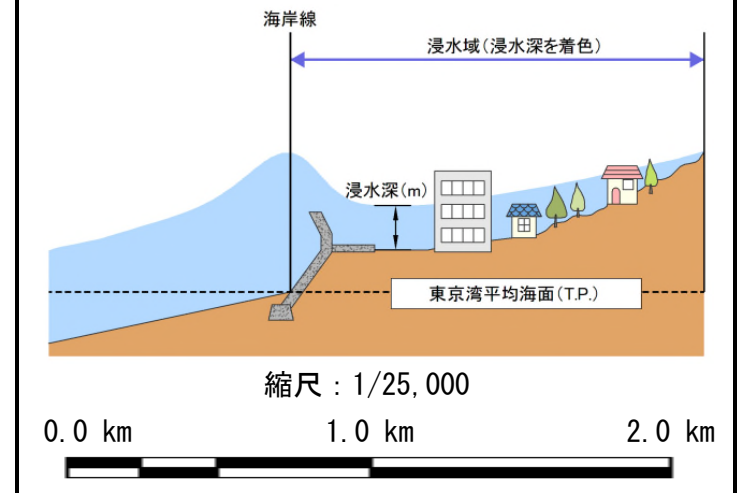 海岸線
浸水域(浸水深を着色)
浸水深(m)
東京湾平均海面(T.P.)
縮尺：1/25,000
0.0 km 1.0 km 2.0 km